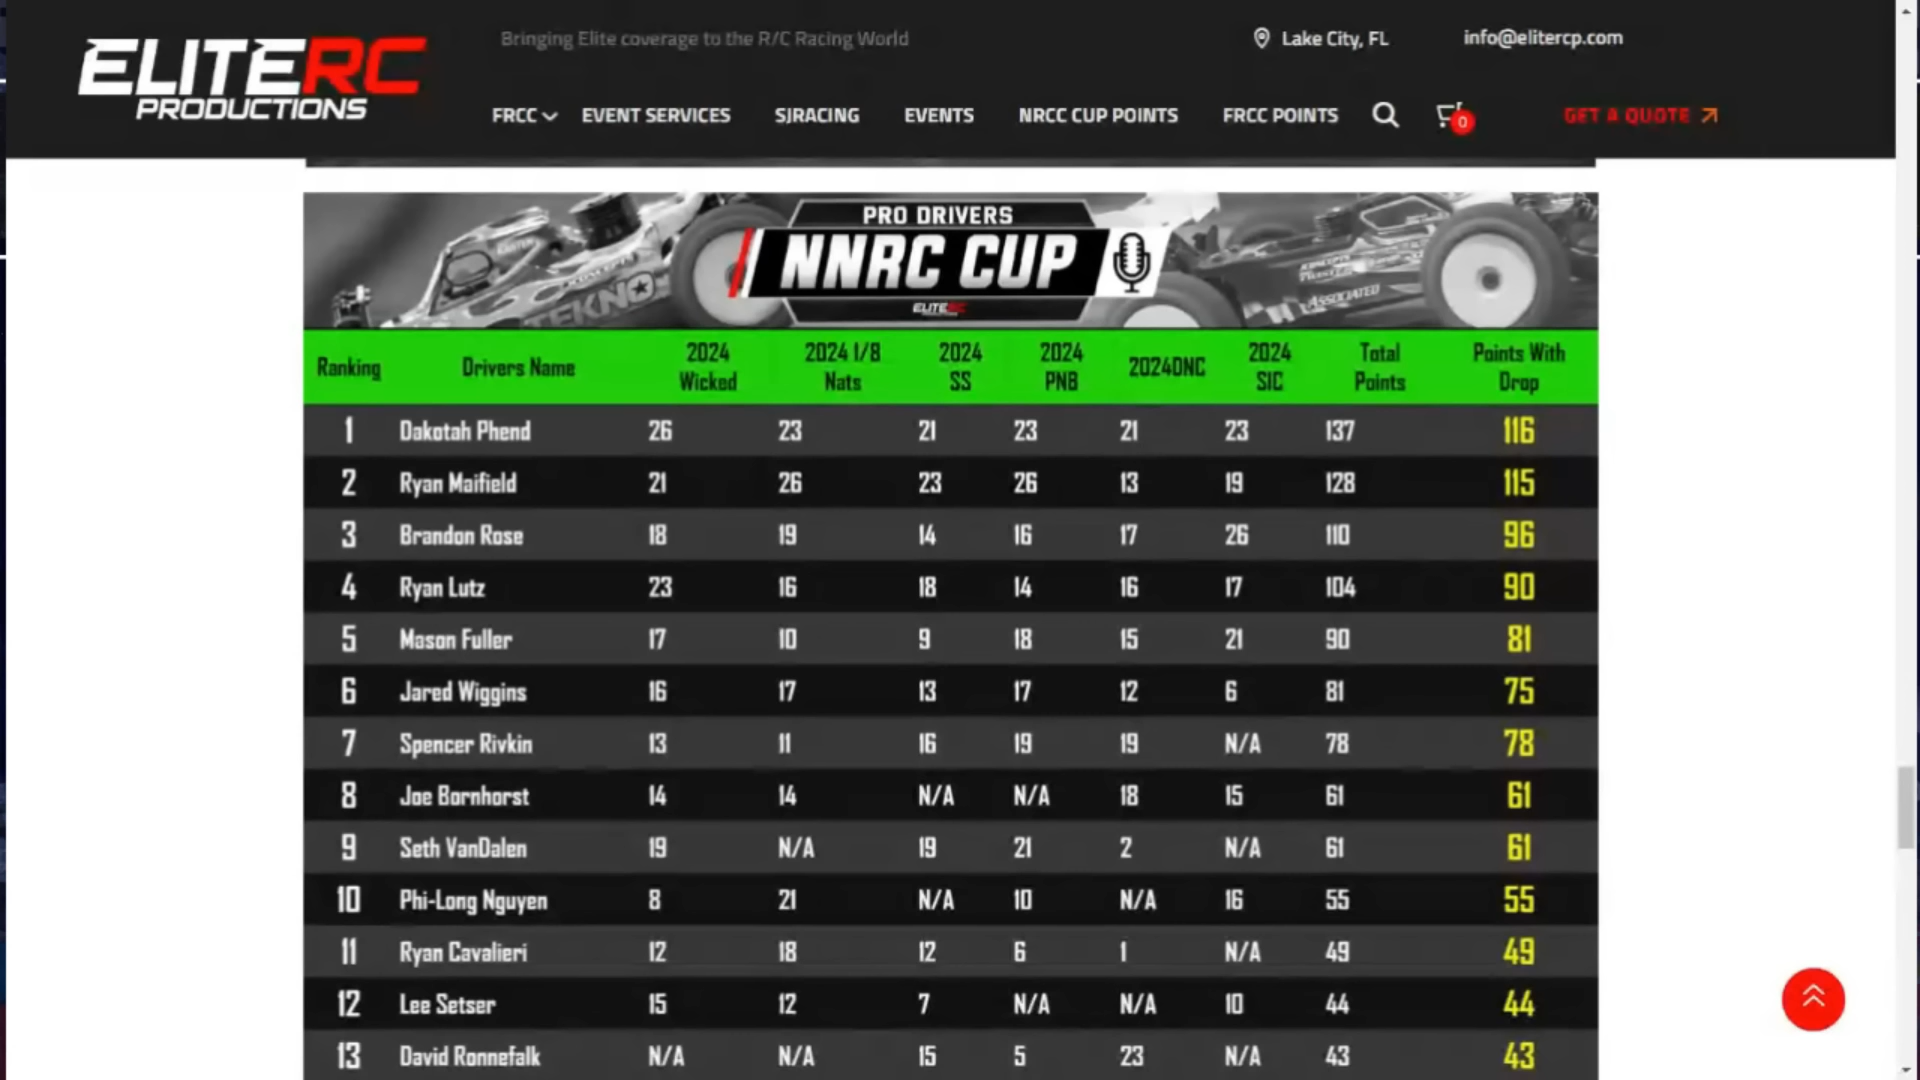 ELITERC
PRODUCTIONS
Bringing Elite coverage to the R/C Racing World
Lake City, FL
info@elitercp.com
FRCC
EVENT SERVICES
SJRACING
EVENTS
NRCC CUP POINTS
FRCC POINTS
0
GET A QUOTE
PRO DRIVERS
NNRC CUP
ELITERC
TEKNO
ASSOCIATED
Ranking Drivers Name 2024 Wicked 2024 1/8 Nats 2024 SS 2024 PNB 2024DNC 2024 SIC Total Points Points With Drop
1 Dakotah Phend 26 23 21 23 21 23 137 116
2 Ryan Maifield 21 26 23 26 13 19 128 115
3 Brandon Rose 18 19 14 16 17 26 110 96
4 Ryan Lutz 23 16 18 14 16 17 104 90
5 Mason Fuller 17 10 9 18 15 21 90 81
6 Jared Wiggins 16 17 13 17 12 6 81 75
7 Spencer Rivkin 13 11 16 19 19 N/A 78 78
8 Joe Bornhorst 14 14 N/A N/A 18 15 61 61
9 Seth VanDalen 19 N/A 19 21 2 N/A 61 61
10 Phi-Long Nguyen 8 21 N/A 10 N/A 16 55 55
11 Ryan Cavalieri 12 18 12 6 1 N/A 49 49
12 Lee Setser 15 12 7 N/A N/A 10 44 44
13 David Ronnefalk N/A N/A 15 5 23 N/A 43 43